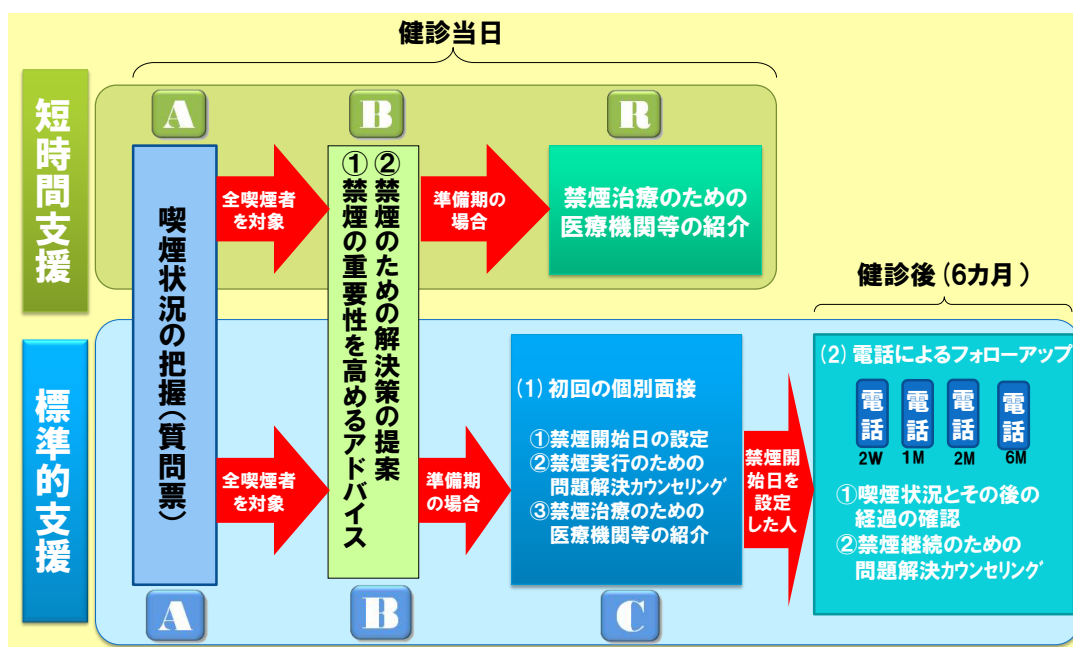 健診当日
短時間支援
A
B
R
喫煙状況の把握(質問票)
全喫煙者
を対象
①禁煙の重要性を高めるアドバイス
②禁煙のための解決策の提案
準備期の
場合
禁煙治療のための
医療機関等の紹介
健診後(6カ月)
標準的支援
全喫煙者
を対象
準備期
の場合
(1)初回の個別面接
①禁煙開始日の設定
②禁煙実行のための
問題解決ｶｳﾝｾﾘﾝｸﾞ
③禁煙治療のための
医療機関等の紹介
禁煙開
始日を
設定
した人
(2)電話によるフォローアップ
電話
電話
電話
電話
2W 1M 2M 6M
①喫煙状況とその後の
経過の確認
②禁煙継続のための
問題解決ｶｳﾝｾﾘﾝｸﾞ
A
B
C